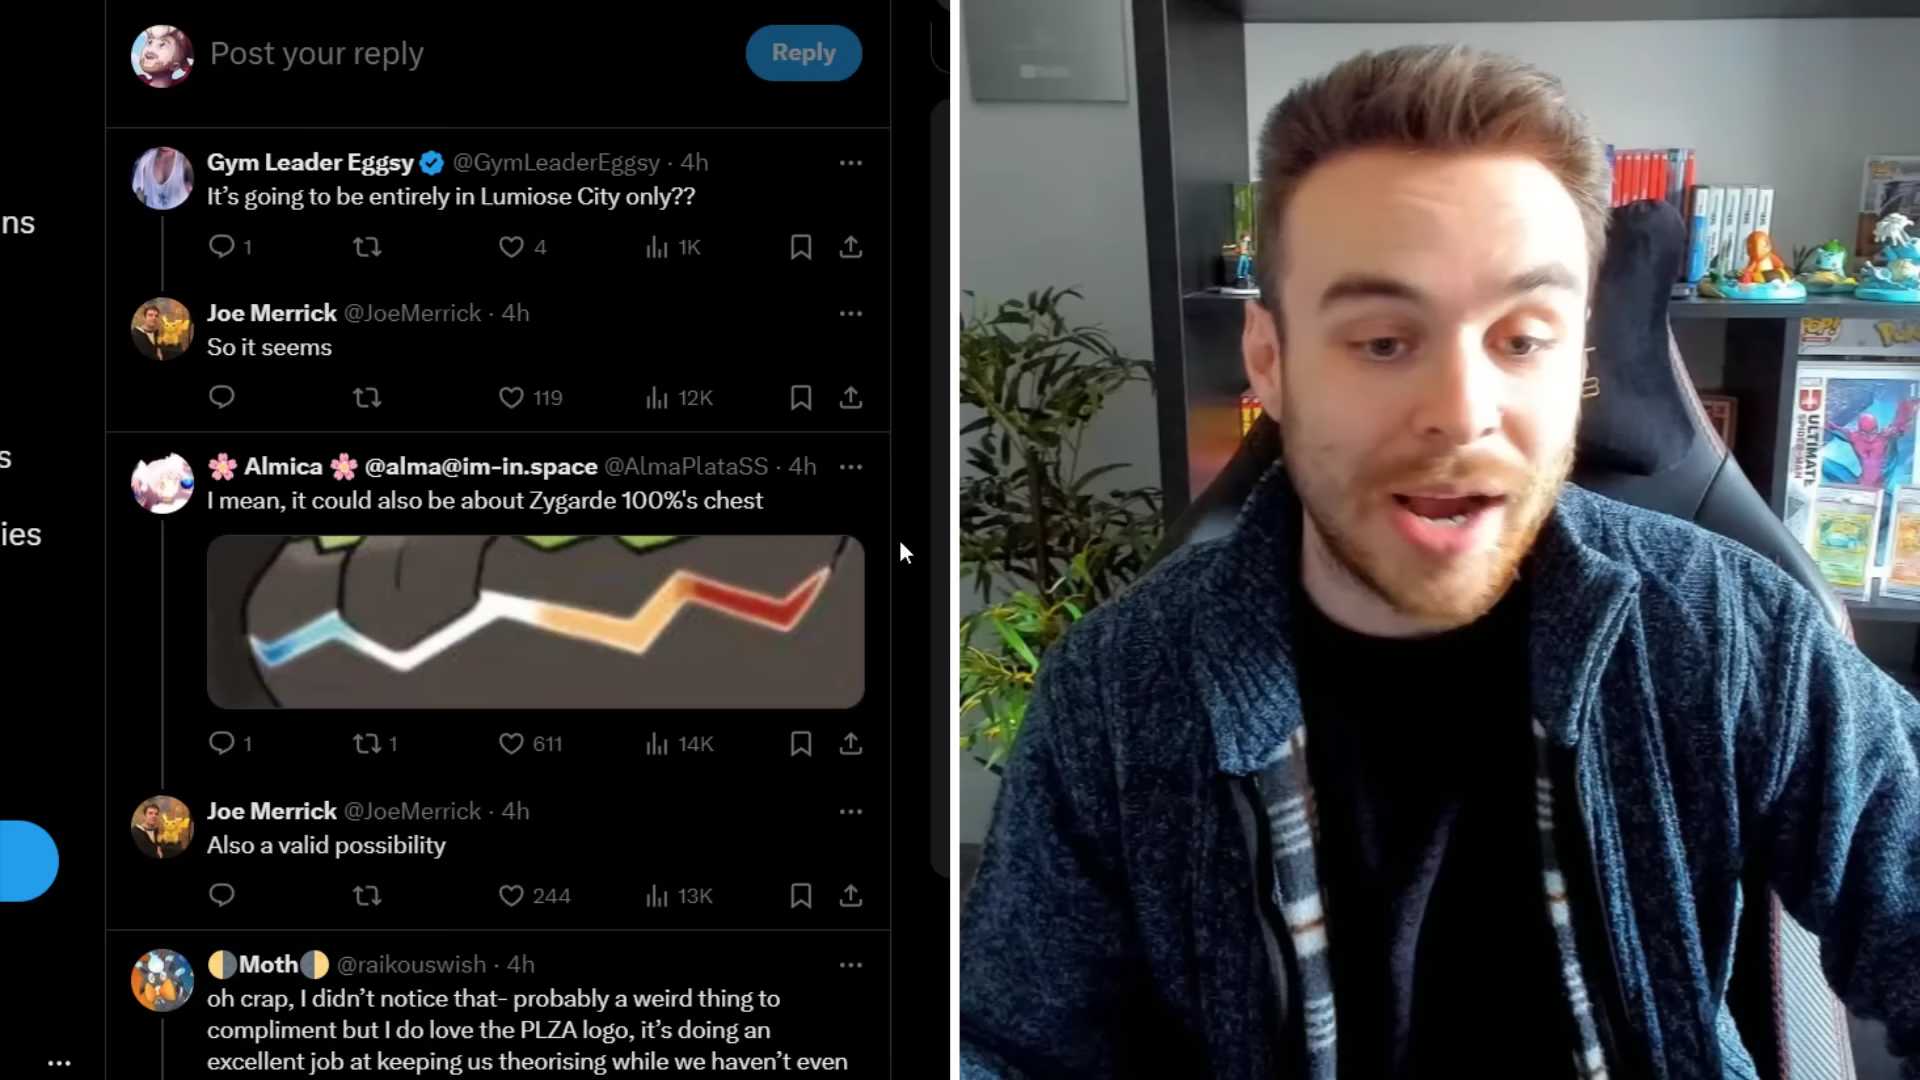 Post your reply
Reply
Gym Leader Eggsy @GymLeaderEggsy · 4h
It's going to be entirely in Lumiose City only??
1 4 1K
ns
Joe Merrick @JoeMerrick · 4h
So it seems
119 12K
s
🌸 Almica 🌸 @alma@im-in.space @AlmaPlataSS · 4h
I mean, it could also be about Zygarde 100%'s chest
ies
1 1 611 14K
Joe Merrick @JoeMerrick · 4h
Also a valid possibility
244 13K
🌗Moth🌓 @raikouswish · 4h
oh crap, I didn't notice that- probably a weird thing to
compliment but I do love the PLZA logo, it's doing an
excellent job at keeping us theorising while we haven't even
POP!
ULTIMATE
SPIDER-MAN